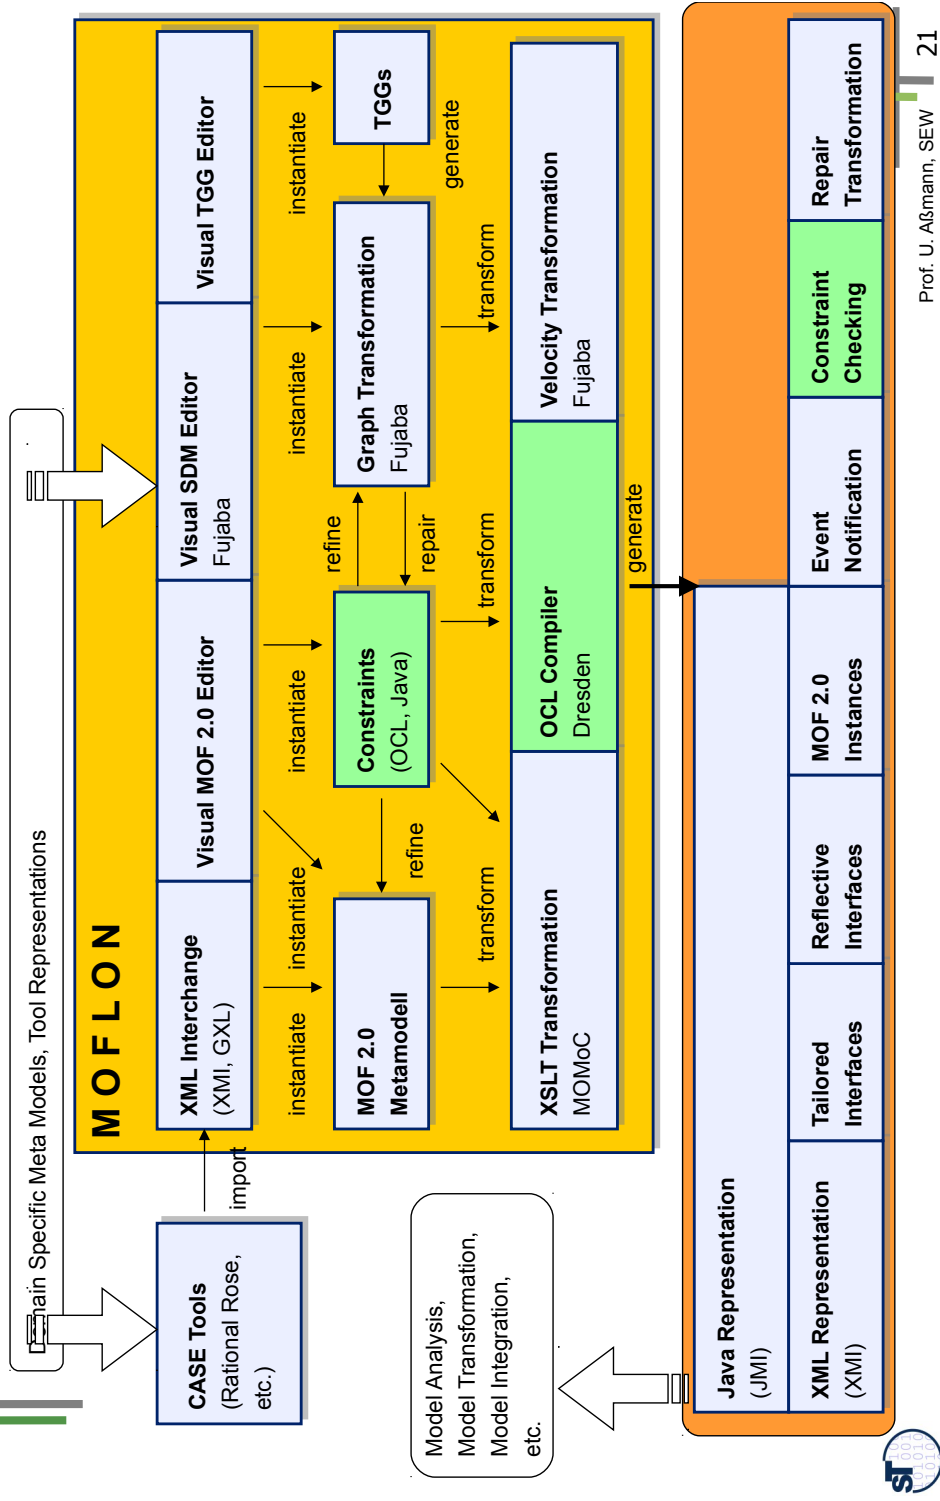 Domain Specific Meta Models, Tool Representations
MOFLON
CASE Tools
(Rational Rose,
etc.)
import
XML Interchange
(XMI, GXL)
Visual MOF 2.0 Editor
Visual SDM Editor
Fujaba
Visual TGG Editor
instantiate
instantiate
instantiate
instantiate
instantiate
MOF 2.0
Metamodell
refine
Constraints
(OCL, Java)
refine
repair
Graph Transformation
Fujaba
TGGs
generate
transform
transform
transform
XSLT Transformation
MOMoC
OCL Compiler
Dresden
Velocity Transformation
Fujaba
generate
Model Analysis,
Model Transformation,
Model Integration,
etc.
Java Representation
(JMI)
XML Representation
(XMI)
Tailored
Interfaces
Reflective
Interfaces
MOF 2.0
Instances
Event
Notification
Constraint
Checking
Repair
Transformation
ST
Prof. U. Aßmann, SEW
21